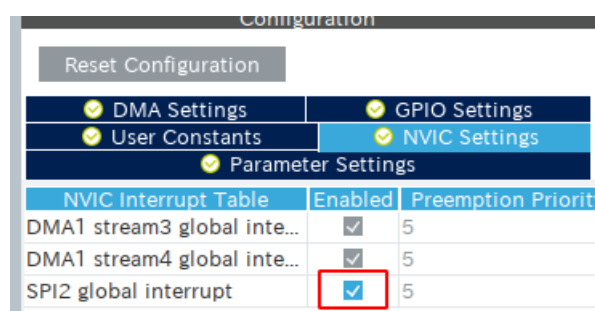 Configuration
Reset Configuration
DMA Settings GPIO Settings
User Constants NVIC Settings
Parameter Settings
NVIC Interrupt Table Enabled Preemption Priorit
DMA1 stream3 global inte... 5
DMA1 stream4 global inte... 5
SPI2 global interrupt 5